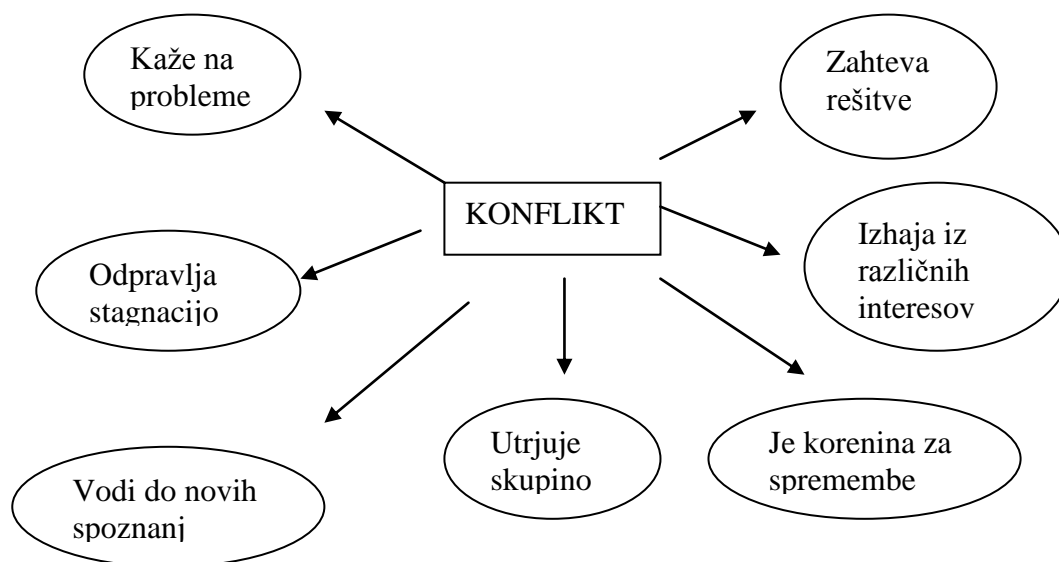 Kaže na
probleme
Zahteva
rešitve
KONFLIKT
Izhaja iz
različnih
interesov
Odpravlja
stagnacijo
Utrjuje
skupino
Je korenina za
spremembe
Vodi do novih
spoznanj